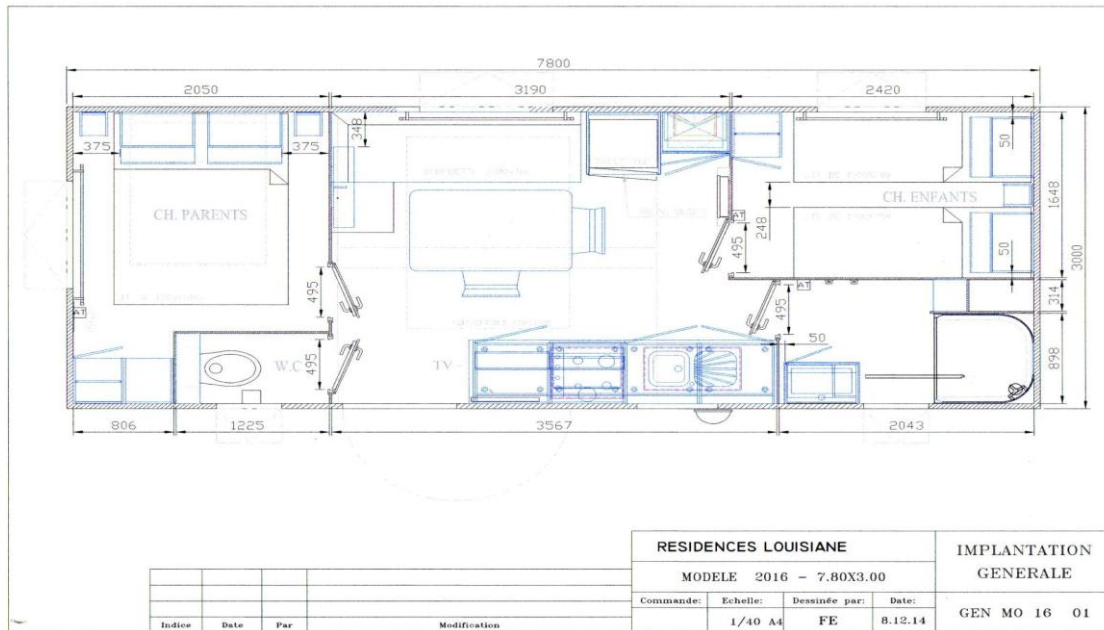 7800
2050 3190 2420
375 375 348 50
CH. PARENTS CH. ENFANTS
248 495 1648
50
3000
AT
495 AT 495 314
50
W.C 495 TV 898
806 1225 3567 2043
RESIDENCES LOUISIANE
MODELE 2016 - 7.80X3.00
IMPLANTATION
GENERALE
Commande: Echelle: Dessinée par: Date:
1/40 A4 FE 8.12.14
GEN MO 16 01
Indice Date Par Modification